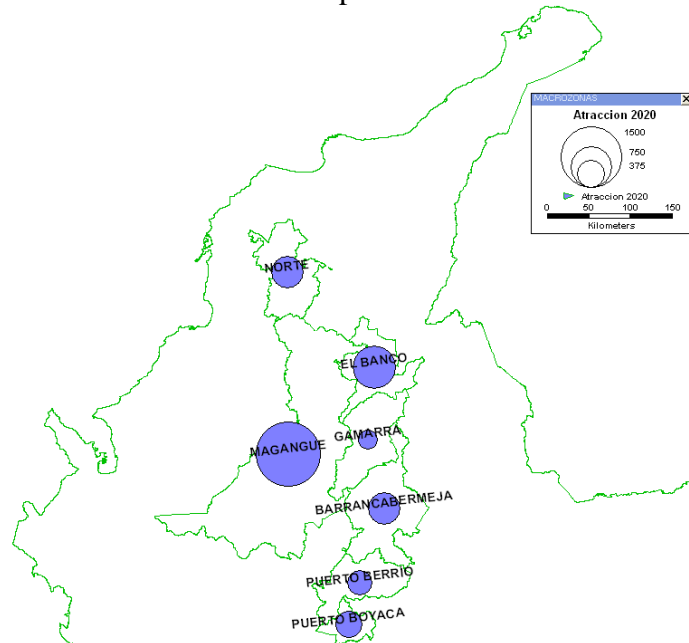 MACROZONAS
Atraccion 2020
1500
750
375
Atraccion 2020
0 50 100 150
Kilometers
NORTE
EL BANCO
GAMARRA
MAGANGUE
BARRANCABERMEJA
PUERTO BERRIO
PUERTO BOYACA